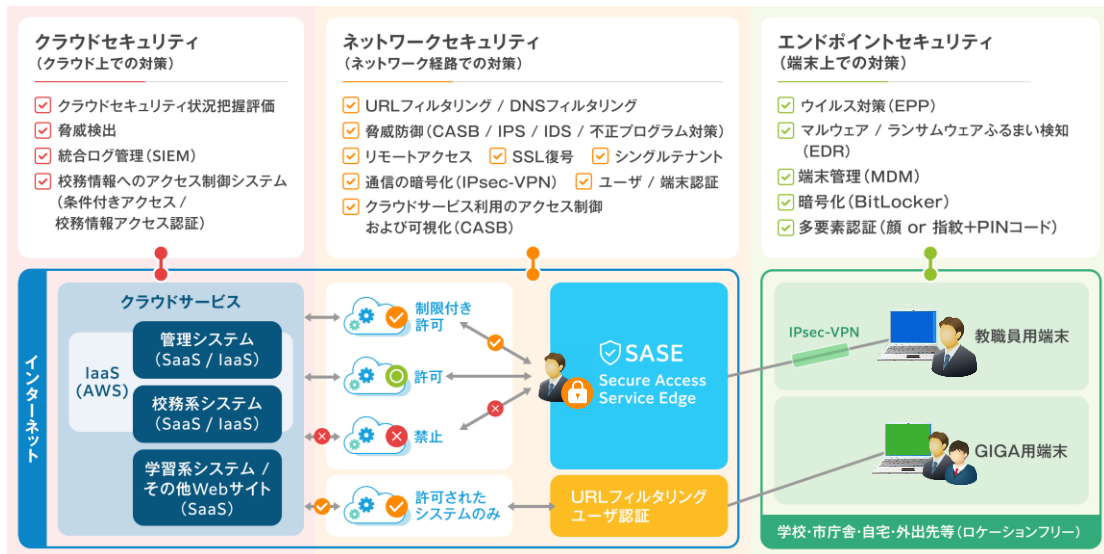 クラウドセキュリティ
（クラウド上での対策）
クラウドセキュリティ状況把握評価
脅威検出
統合ログ管理（SIEM）
校務情報へのアクセス制御システム
（条件付きアクセス /
校務情報アクセス認証）
ネットワークセキュリティ
（ネットワーク経路での対策）
URLフィルタリング / DNSフィルタリング
脅威防御（CASB / IPS / IDS / 不正プログラム対策）
リモートアクセス SSL復号 シングルテナント
通信の暗号化（IPsec-VPN） ユーザ / 端末認証
クラウドサービス利用のアクセス制御
および可視化（CASB）
エンドポイントセキュリティ
（端末上での対策）
ウイルス対策（EPP）
マルウェア / ランサムウェアふるまい検知
（EDR）
端末管理（MDM）
暗号化（BitLocker）
多要素認証（顔 or 指紋+PINコード）
インターネット
クラウドサービス
IaaS
（AWS）
管理システム
（SaaS / IaaS）
校務系システム
（SaaS / IaaS）
学習系システム /
その他Webサイト
（SaaS）
制限付き
許可
許可
禁止
許可された
システムのみ
SASE
Secure Access
Service Edge
URLフィルタリング
ユーザ認証
IPsec-VPN
教職員用端末
GIGA用端末
学校・市庁舎・自宅・外出先等（ロケーションフリー）